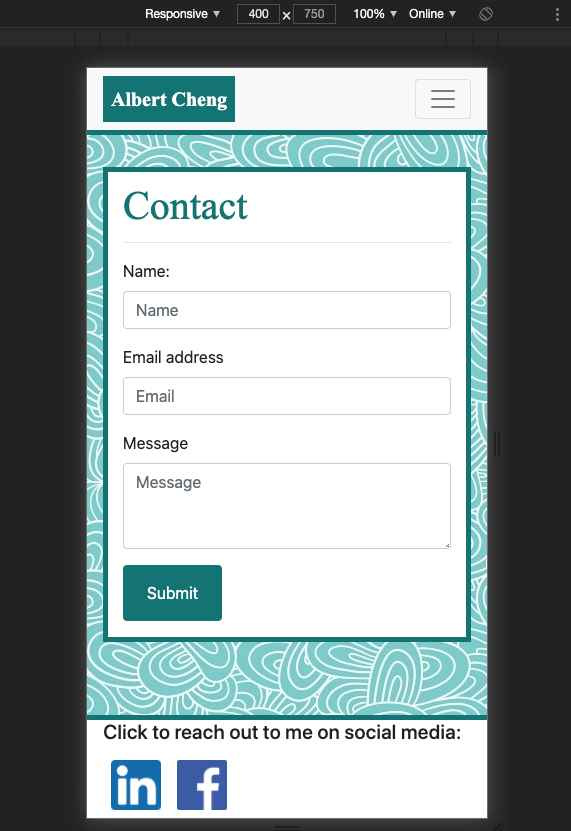 Responsive ▼ 400 x 750 100% ▼ Online ▼
Albert Cheng
Contact
Name:
Name
Email address
Email
Message
Message
Submit
Click to reach out to me on social media:
in f